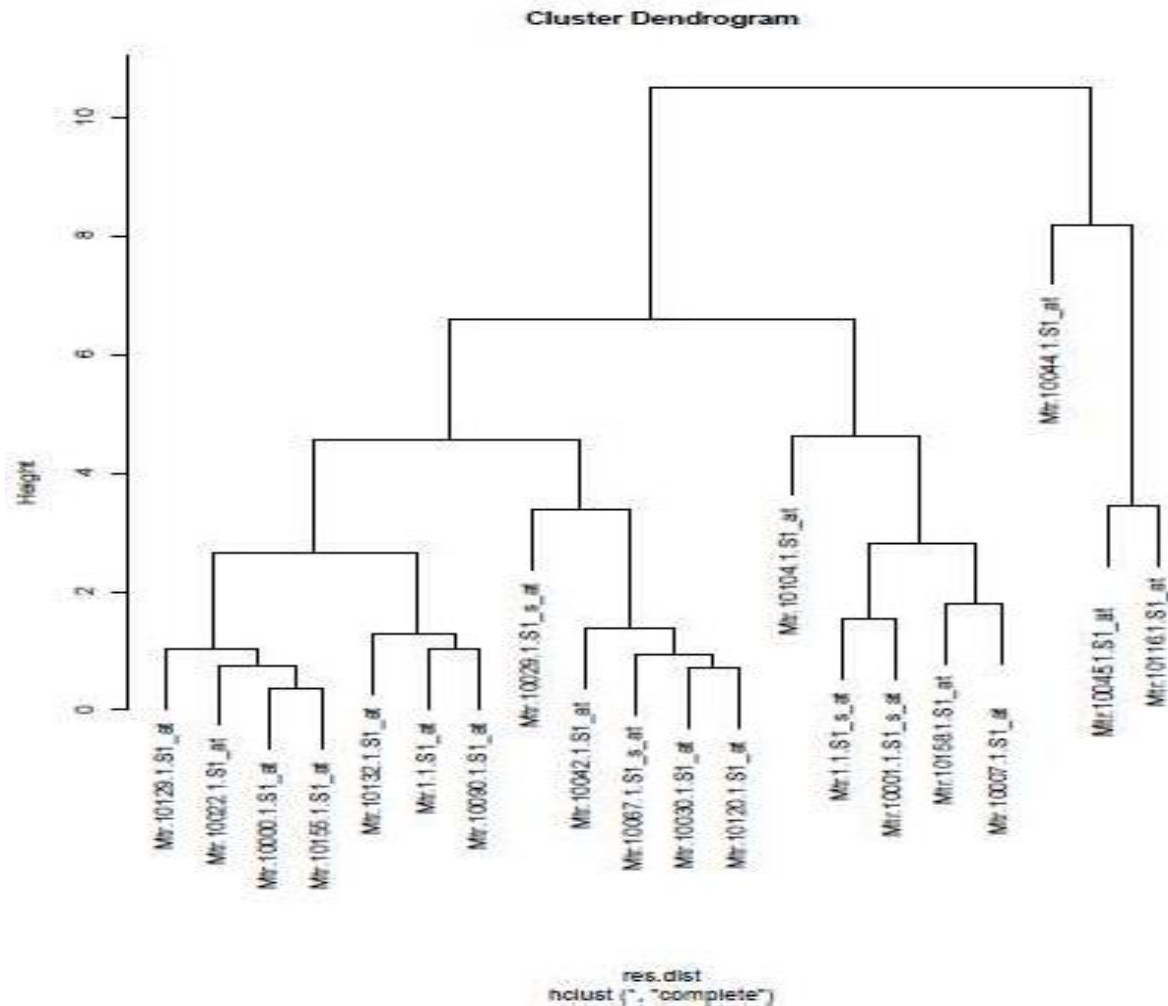 Cluster Dendrogram
10
8
6
4
2
0
Height
Mtr.10129.1.S1_at
Mtr.10022.1.S1_at
Mtr.10000.1.S1_at
Mtr.10155.1.S1_at
Mtr.10132.1.S1_at
Mtr.1.1.S1_at
Mtr.10090.1.S1_at
Mtr.10029.1.S1_s_at
Mtr.10042.1.S1_at
Mtr.10067.1.S1_s_at
Mtr.10030.1.S1_at
Mtr.10120.1.S1_at
Mtr.10104.1.S1_at
Mtr.1.1.S1_s_at
Mtr.10001.1.S1_s_at
Mtr.10158.1.S1_at
Mtr.10007.1.S1_at
Mtr.10044.1.S1_at
Mtr.10045.1.S1_at
Mtr.10116.1.S1_at
res.dist
hclust (", "complete")